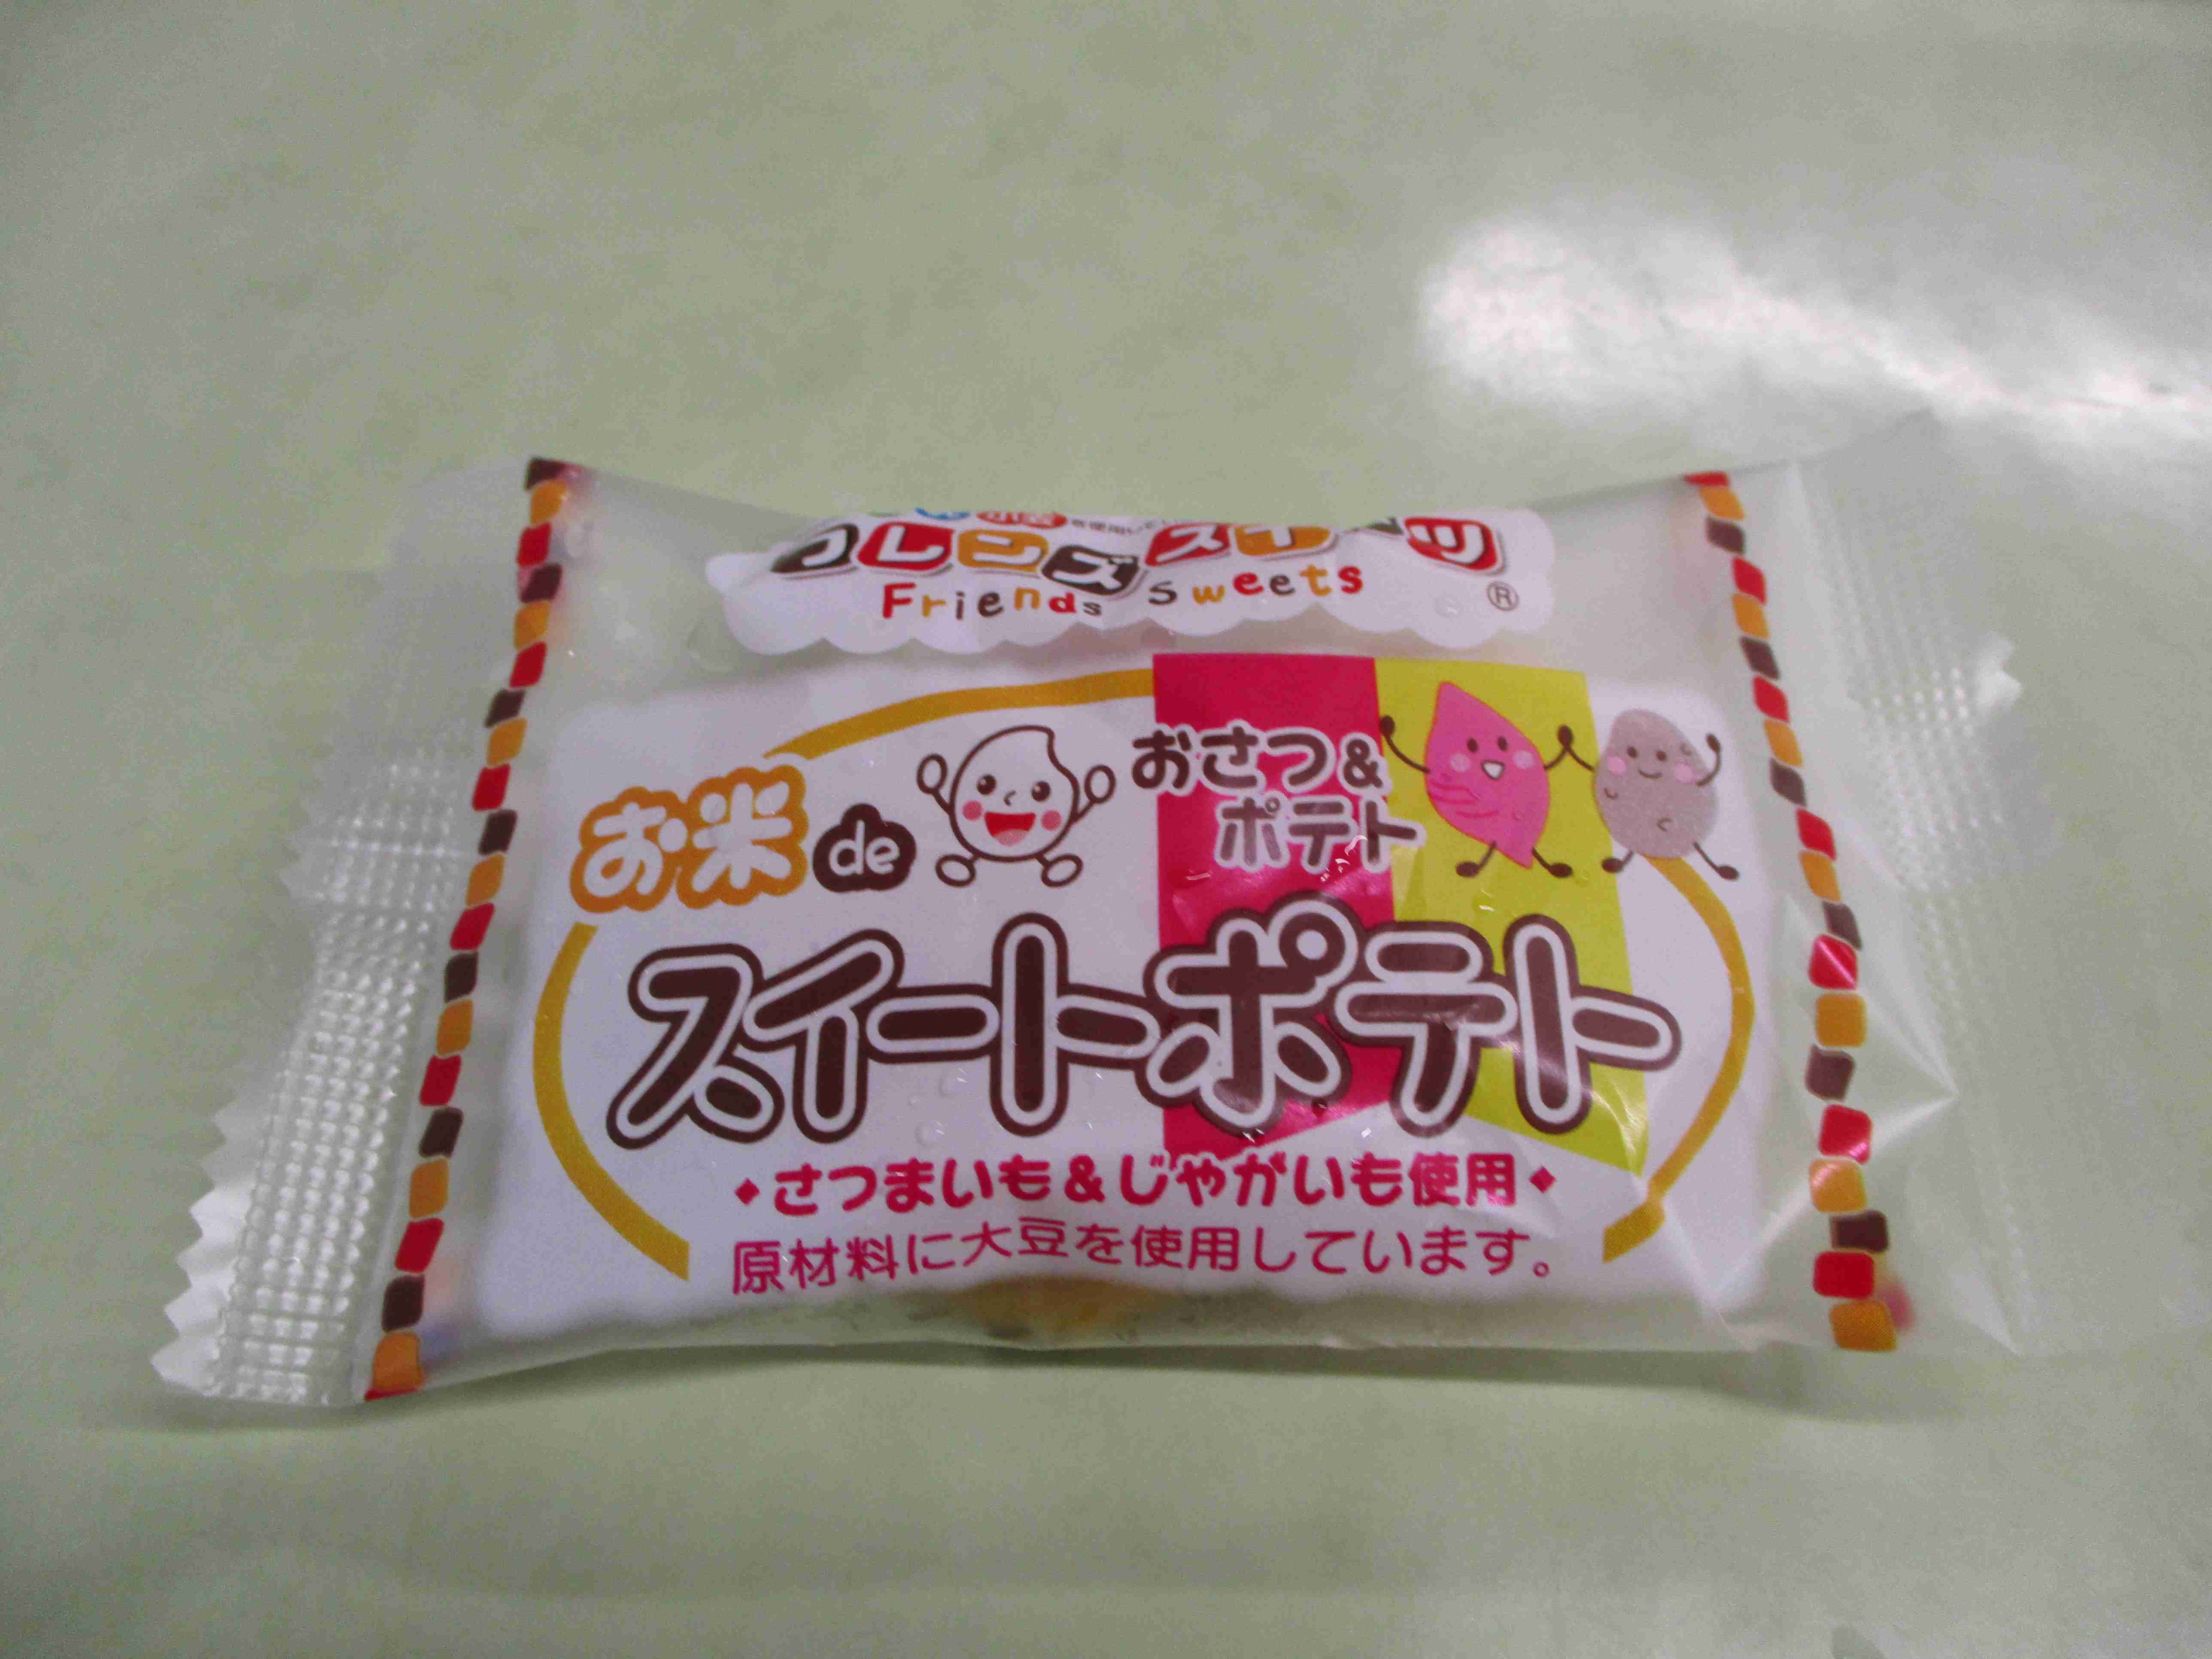 フレンズスイーツ
Friends Sweets ®
お米 de
おさつ&
ポテト
スイートポテト
◆さつまいも&じゃがいも使用◆
原材料に大豆を使用しています。